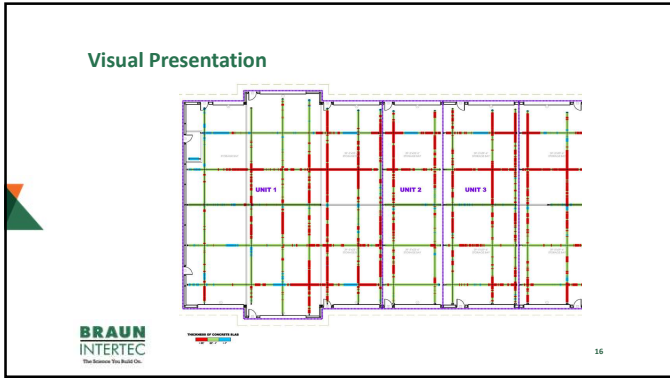 Visual Presentation
UNIT 1
UNIT 2
UNIT 3
THICKNESS OF CONCRETE SLAB
BRAUN
INTERTEC
The Science You Build On.
16